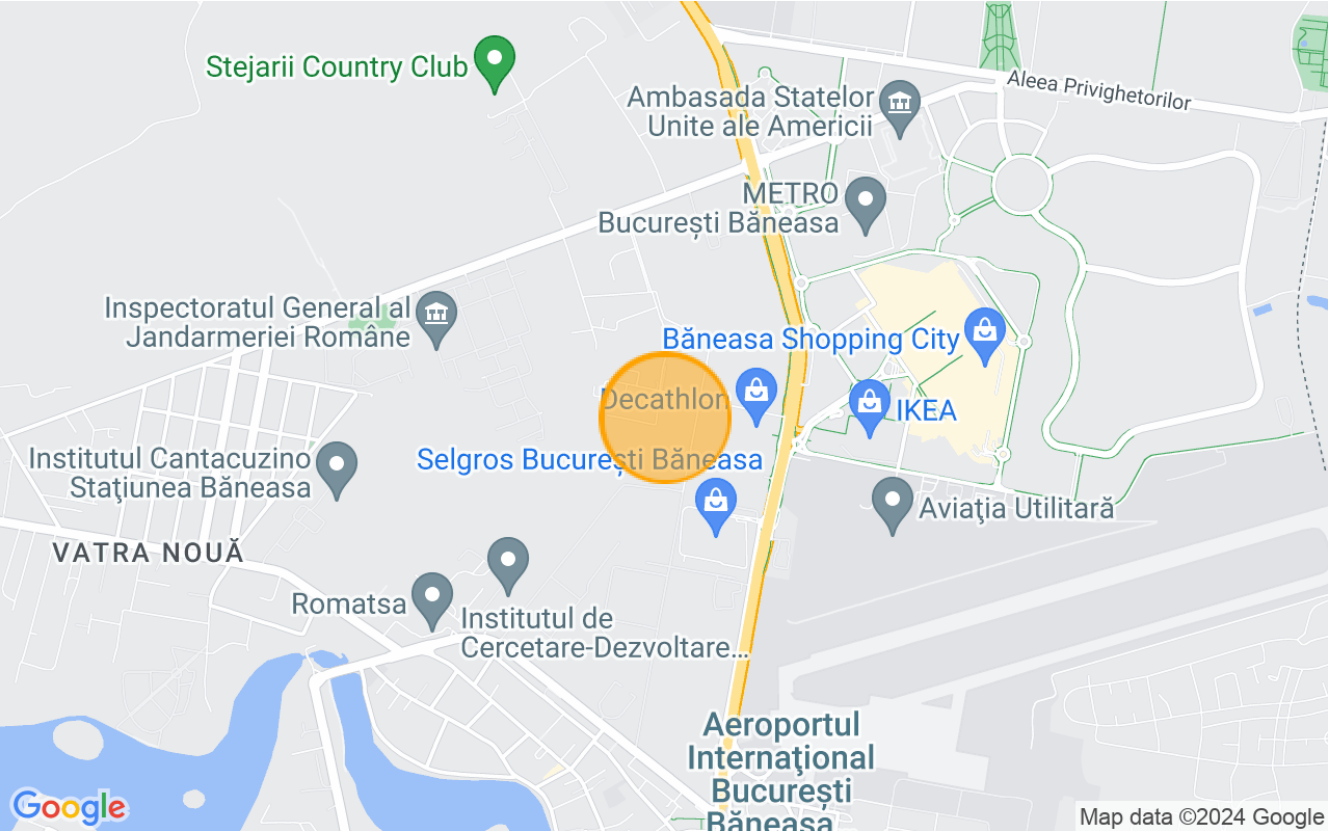 Stejarii Country Club
Aleea Privighetorilor
Ambasada Statelor
Unite ale Americii
METRO
București Băneasa
Inspectoratul General al
Jandarmeriei Române
Băneasa Shopping City
Decathlon
IKEA
Institutul Cantacuzino
Staţiunea Băneasa
Selgros București Băneasa
Aviaţia Utilitară
VATRA NOUĂ
Romatsa
Institutul de
Cercetare-Dezvoltare...
Aeroportul
Internaţional
București
Băneasa
Google
Map data ©2024 Google